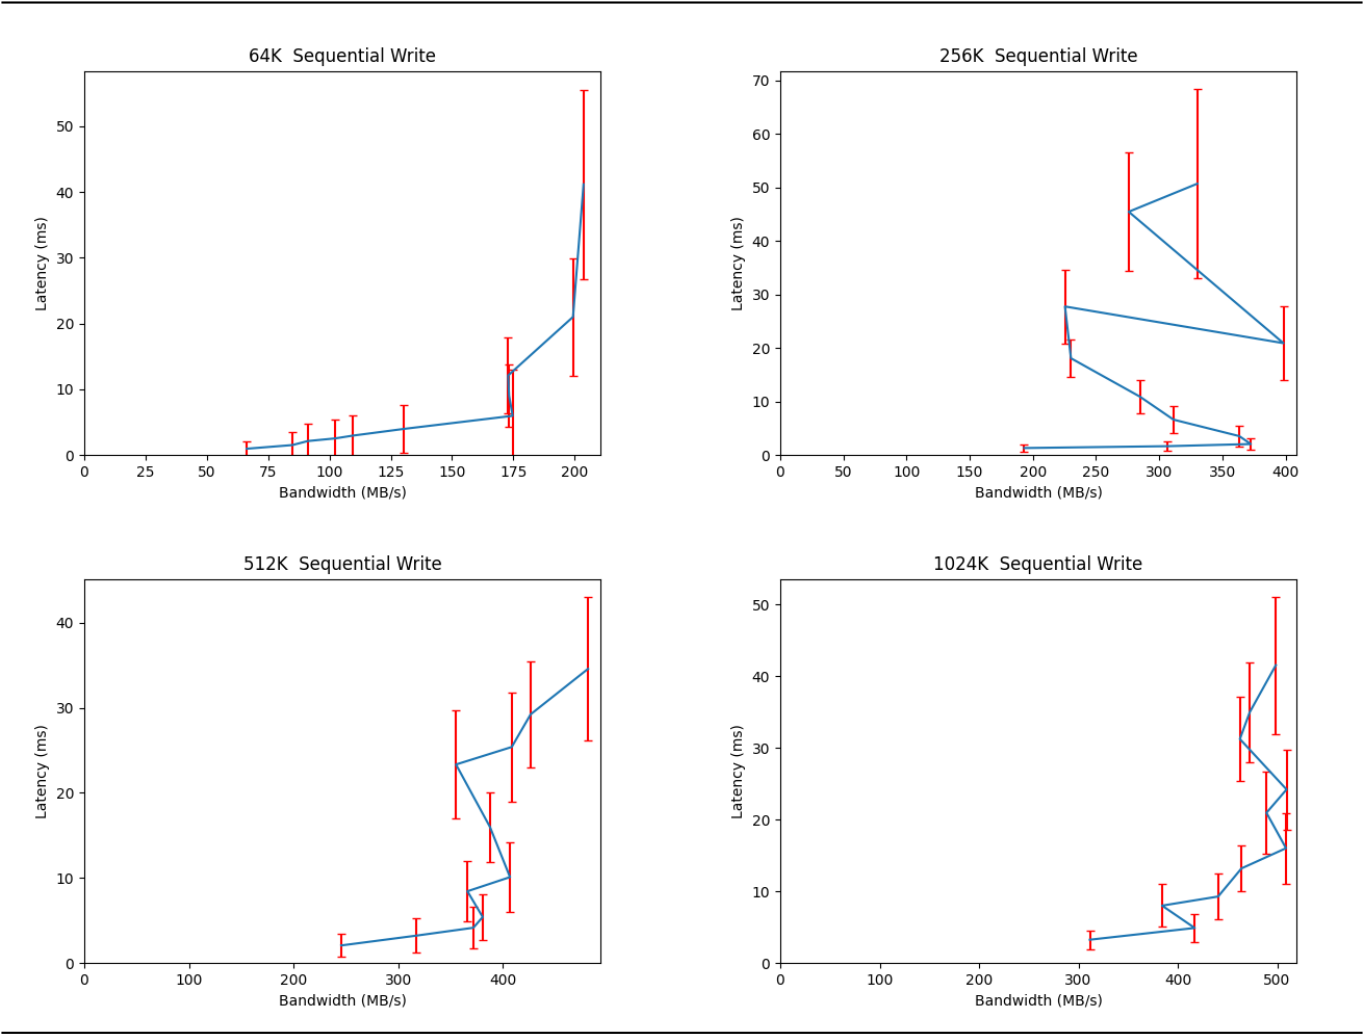 64K  Sequential Write
Latency (ms)
50
40
30
20
10
0
0 25 50 75 100 125 150 175 200
Bandwidth (MB/s)
256K  Sequential Write
Latency (ms)
70
60
50
40
30
20
10
0
0 50 100 150 200 250 300 350 400
Bandwidth (MB/s)
512K  Sequential Write
Latency (ms)
40
30
20
10
0
0 100 200 300 400
Bandwidth (MB/s)
1024K  Sequential Write
Latency (ms)
50
40
30
20
10
0
0 100 200 300 400 500
Bandwidth (MB/s)